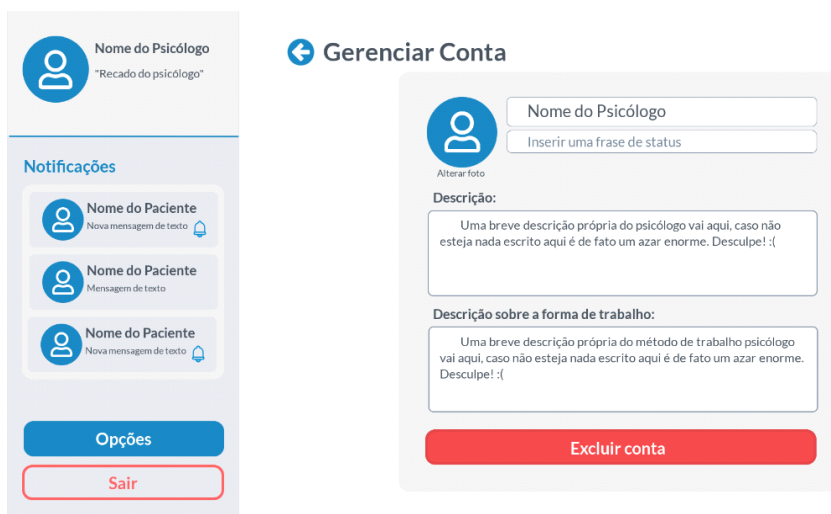 Nome do Psicólogo
"Recado do psicólogo"
Notificações
Nome do Paciente
Nova mensagem de texto
Nome do Paciente
Mensagem de texto
Nome do Paciente
Nova mensagem de texto
Opções
Sair
Gerenciar Conta
Nome do Psicólogo
Inserir uma frase de status
Alterar foto
Descrição:
Uma breve descrição própria do psicólogo vai aqui, caso não
esteja nada escrito aqui é de fato um azar enorme. Desculpe! :(
Descrição sobre a forma de trabalho:
Uma breve descrição própria do método de trabalho psicólogo
vai aqui, caso não esteja nada escrito aqui é de fato um azar enorme.
Desculpe! :(
Excluir conta